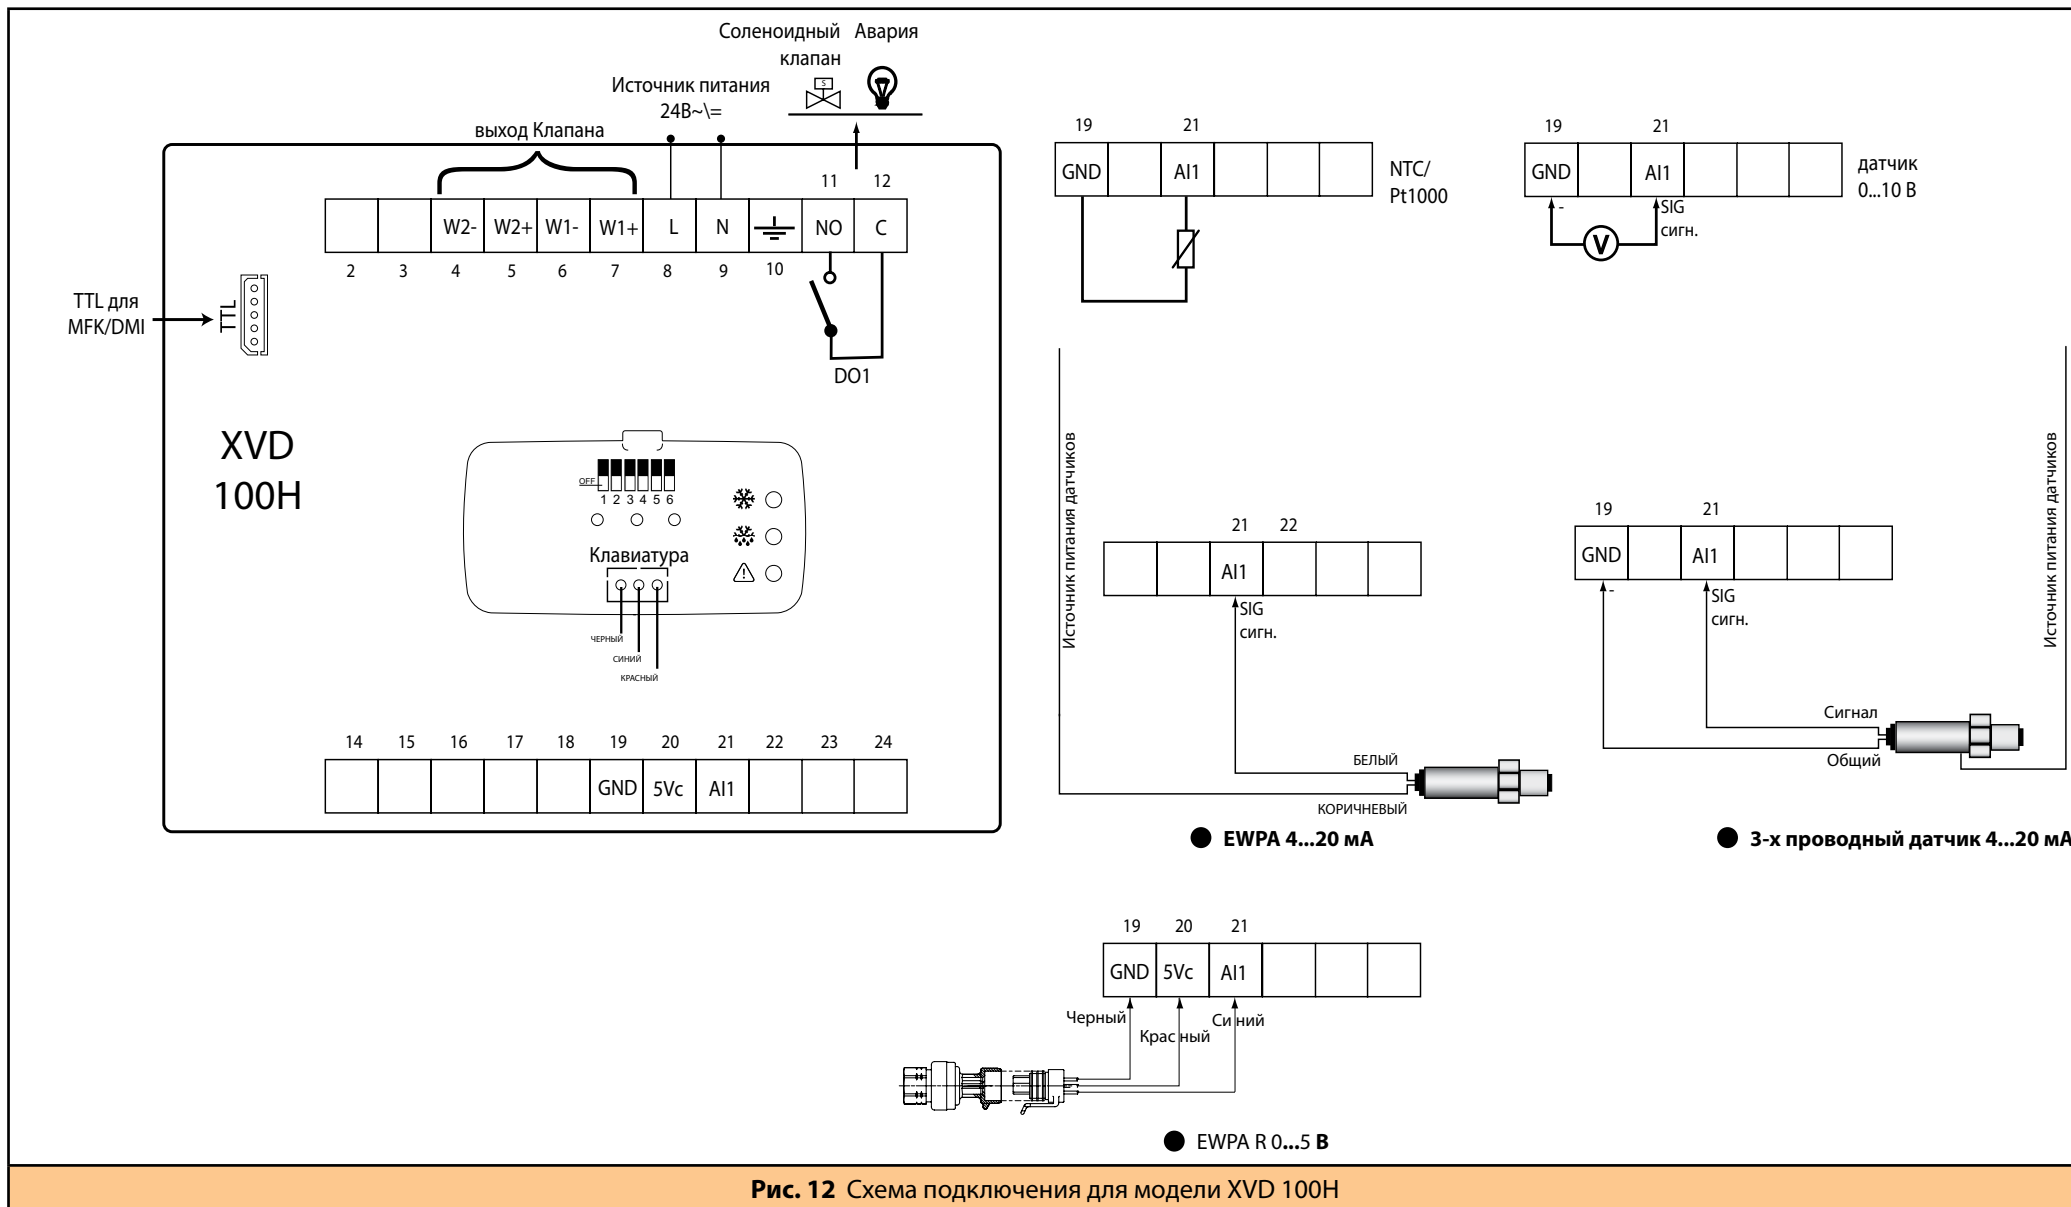 Соленоидный клапан
Авария
Источник питания
24В~\=
выход Клапана
11 12
W2- W2+ W1- W1+ L N NO C
2 3 4 5 6 7 8 9 10
DO1
TTL для
MFK/DMI
TTL
XVD
100H
OFF
1 2 3 4 5 6
Клавиатура
ЧЕРНЫЙ
СИНИЙ
КРАСНЫЙ
14 15 16 17 18 19 20 21 22 23 24
GND 5Vc AI1
19 21
GND AI1
NTC/
Pt1000
19 21
GND AI1
датчик
0...10 В
- SIG
сигн.
V
Источник питания датчиков
21 22
AI1
SIG
сигн.
БЕЛЫЙ
КОРИЧНЕВЫЙ
● EWPA 4...20 мА
Источник питания датчиков
19 21
GND AI1
- SIG
сигн.
Сигнал
Общий
● 3-х проводный датчик 4...20 мА
19 20 21
GND 5Vc AI1
Черный
Красный
Синий
● EWPA R 0...5 В
Рис. 12 Схема подключения для модели XVD 100H